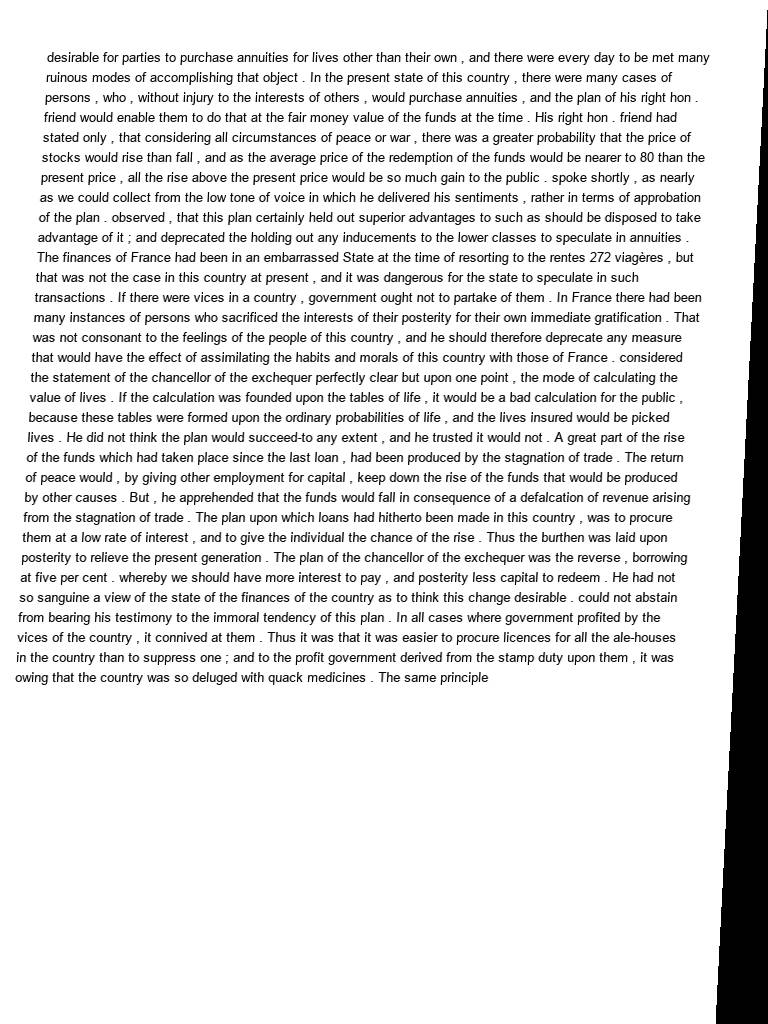 desirable for parties to purchase annuities for lives other than their own , and there were every day to be met many
ruinous modes of accomplishing that object . In the present state of this country , there were many cases of
persons , who , without injury to the interests of others , would purchase annuities , and the plan of his right hon .
friend would enable them to do that at the fair money value of the funds at the time . His right hon . friend had
stated only , that considering all circumstances of peace or war , there was a greater probability that the price of
stocks would rise than fall , and as the average price of the redemption of the funds would be nearer to 80 than the
present price , all the rise above the present price would be so much gain to the public . spoke shortly , as nearly
as we could collect from the low tone of voice in which he delivered his sentiments , rather in terms of approbation
of the plan . observed , that this plan certainly held out superior advantages to such as should be disposed to take
advantage of it ; and deprecated the holding out any inducements to the lower classes to speculate in annuities .
The finances of France had been in an embarrassed State at the time of resorting to the rentes 272 viagères , but
that was not the case in this country at present , and it was dangerous for the state to speculate in such
transactions . If there were vices in a country , government ought not to partake of them . In France there had been
many instances of persons who sacrificed the interests of their posterity for their own immediate gratification . That
was not consonant to the feelings of the people of this country , and he should therefore deprecate any measure
that would have the effect of assimilating the habits and morals of this country with those of France . considered
the statement of the chancellor of the exchequer perfectly clear but upon one point , the mode of calculating the
value of lives . If the calculation was founded upon the tables of life , it would be a bad calculation for the public ,
because these tables were formed upon the ordinary probabilities of life , and the lives insured would be picked
lives . He did not think the plan would succeed-to any extent , and he trusted it would not . A great part of the rise
of the funds which had taken place since the last loan , had been produced by the stagnation of trade . The return
of peace would , by giving other employment for capital , keep down the rise of the funds that would be produced
by other causes . But , he apprehended that the funds would fall in consequence of a defalcation of revenue arising
from the stagnation of trade . The plan upon which loans had hitherto been made in this country , was to procure
them at a low rate of interest , and to give the individual the chance of the rise . Thus the burthen was laid upon
posterity to relieve the present generation . The plan of the chancellor of the exchequer was the reverse , borrowing
at five per cent . whereby we should have more interest to pay , and posterity less capital to redeem . He had not
so sanguine a view of the state of the finances of the country as to think this change desirable . could not abstain
from bearing his testimony to the immoral tendency of this plan . In all cases where government profited by the
vices of the country , it connived at them . Thus it was that it was easier to procure licences for all the ale-houses
in the country than to suppress one ; and to the profit government derived from the stamp duty upon them , it was
owing that the country was so deluged with quack medicines . The same principle